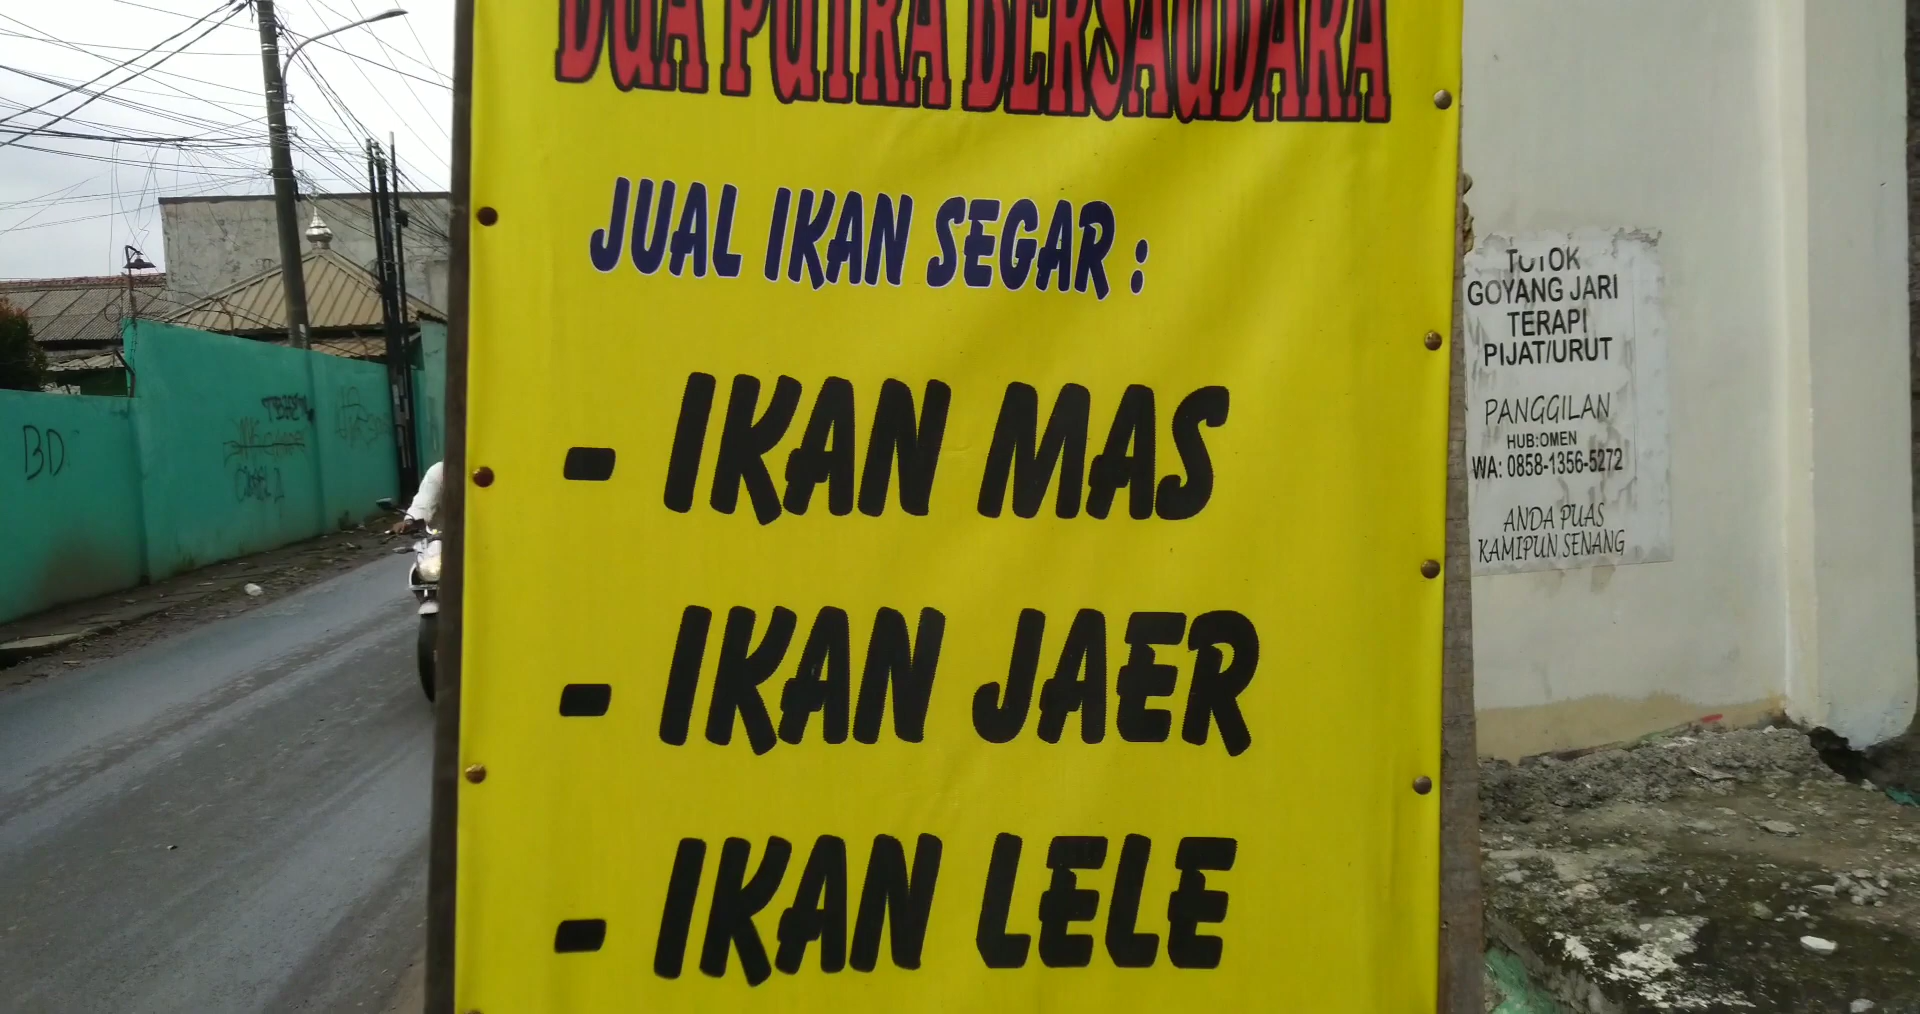 DUA PUTRA BERSAUDARA
JUAL IKAN SEGAR :
- IKAN MAS
- IKAN JAER
- IKAN LELE
TOTOK
GOYANG JARI
TERAPI
PIJAT/URUT
PANGGILAN
HUB:OMEN
WA: 0858-1356-5272
ANDA PUAS
KAMIPUN SENANG
BD